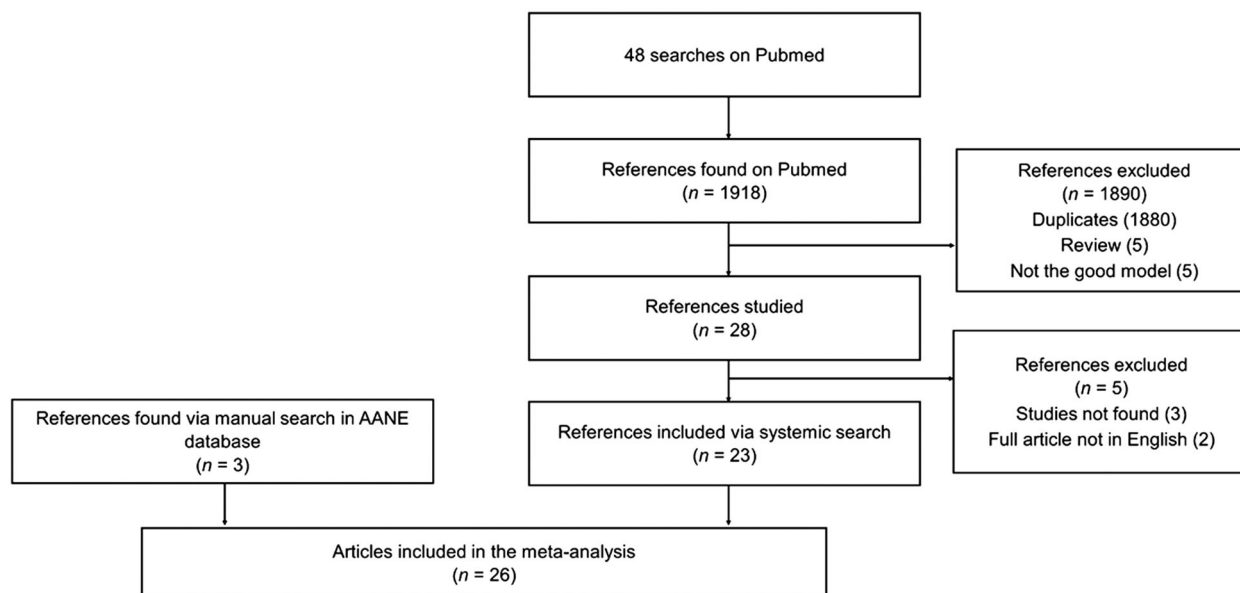 48 searches on Pubmed
References found on Pubmed
(n = 1918)
References excluded
(n = 1890)
Duplicates (1880)
Review (5)
Not the good model (5)
References studied
(n = 28)
References excluded
(n = 5)
Studies not found (3)
Full article not in English (2)
References found via manual search in AANE
database
(n = 3)
References included via systemic search
(n = 23)
Articles included in the meta-analysis
(n = 26)